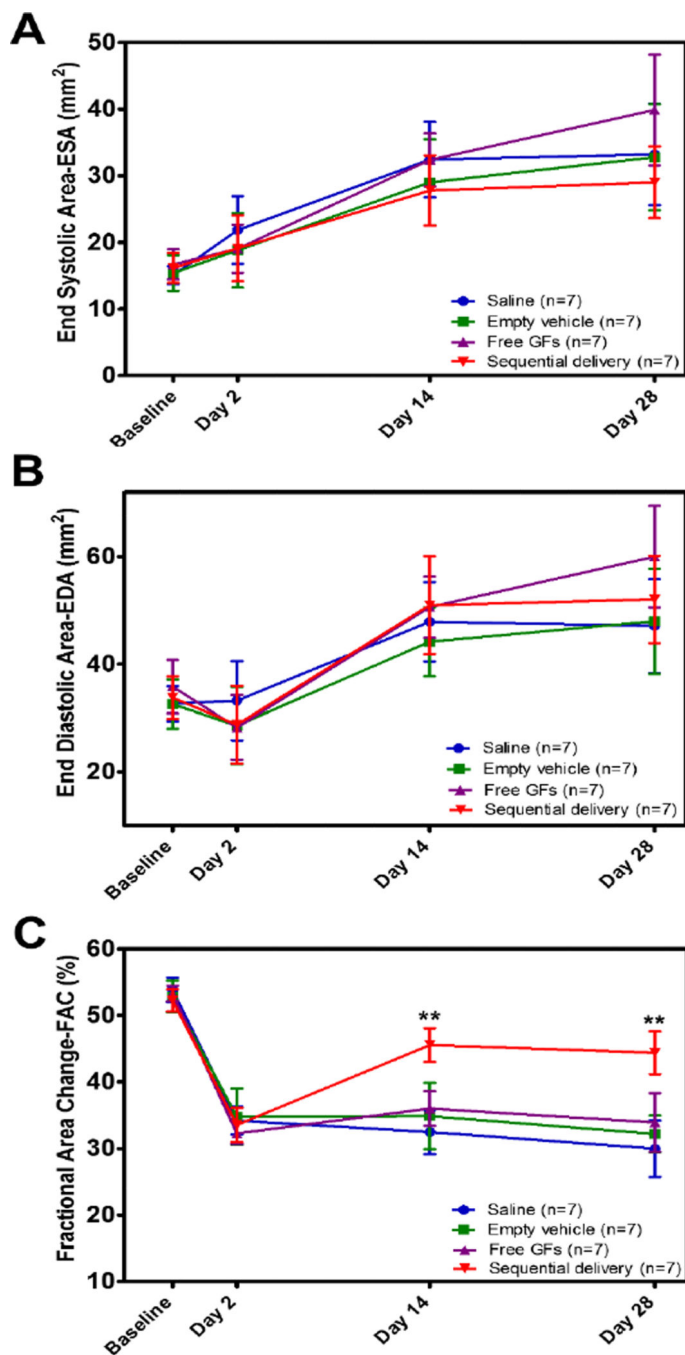 A
End Systolic Area-ESA (mm²)
50
40
30
20
10
0
Saline (n=7)
Empty vehicle (n=7)
Free GFs (n=7)
Sequential delivery (n=7)
Baseline
Day 2
Day 14
Day 28
B
End Diastolic Area-EDA (mm²)
60
40
20
Saline (n=7)
Empty vehicle (n=7)
Free GFs (n=7)
Sequential delivery (n=7)
Baseline
Day 2
Day 14
Day 28
C
Fractional Area Change-FAC (%)
60
50
40
30
20
10
**
**
Saline (n=7)
Empty vehicle (n=7)
Free GFs (n=7)
Sequential delivery (n=7)
Baseline
Day 2
Day 14
Day 28